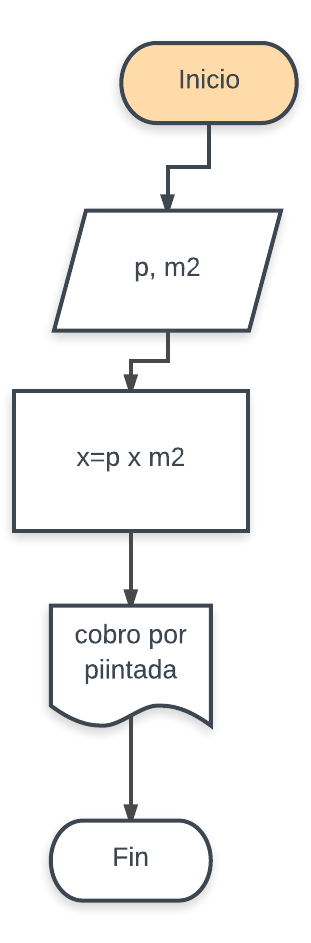 Inicio
p, m2
x=p x m2
cobro por
piintada
Fin